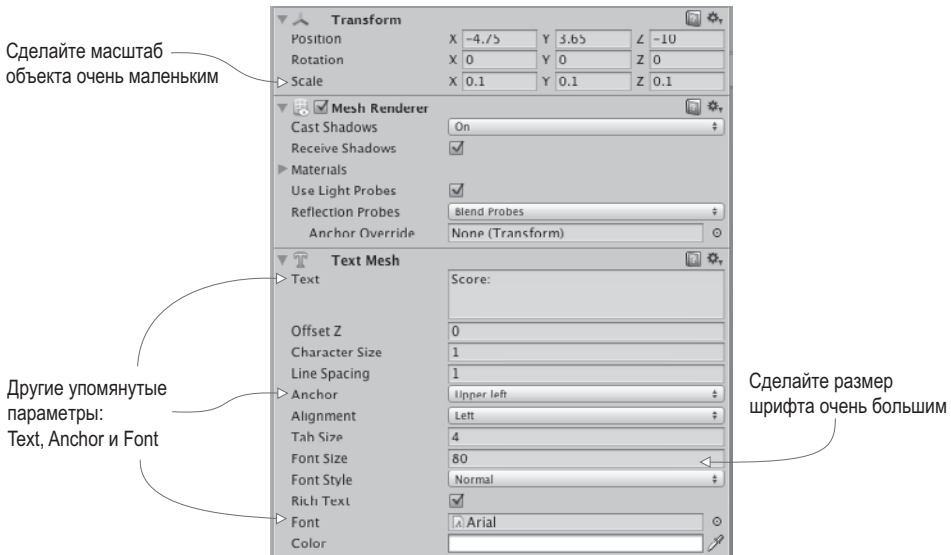 Transform
Position X -4.75 Y 3.65 Z -10
Rotation X 0 Y 0 Z 0
Scale X 0.1 Y 0.1 Z 0.1
Сделайте масштаб
объекта очень маленьким
Mesh Renderer
Cast Shadows On
Receive Shadows
Materials
Use Light Probes
Reflection Probes Blend Probes
Anchor Override None (Transform)
Text Mesh
Text Score:
Offset Z 0
Character Size 1
Line Spacing 1
Anchor Upper left
Alignment Left
Tab Size 4
Font Size 80
Font Style Normal
Rich Text
Font Arial
Color
Другие упомянутые
параметры:
Text, Anchor и Font
Сделайте размер
шрифта очень большим